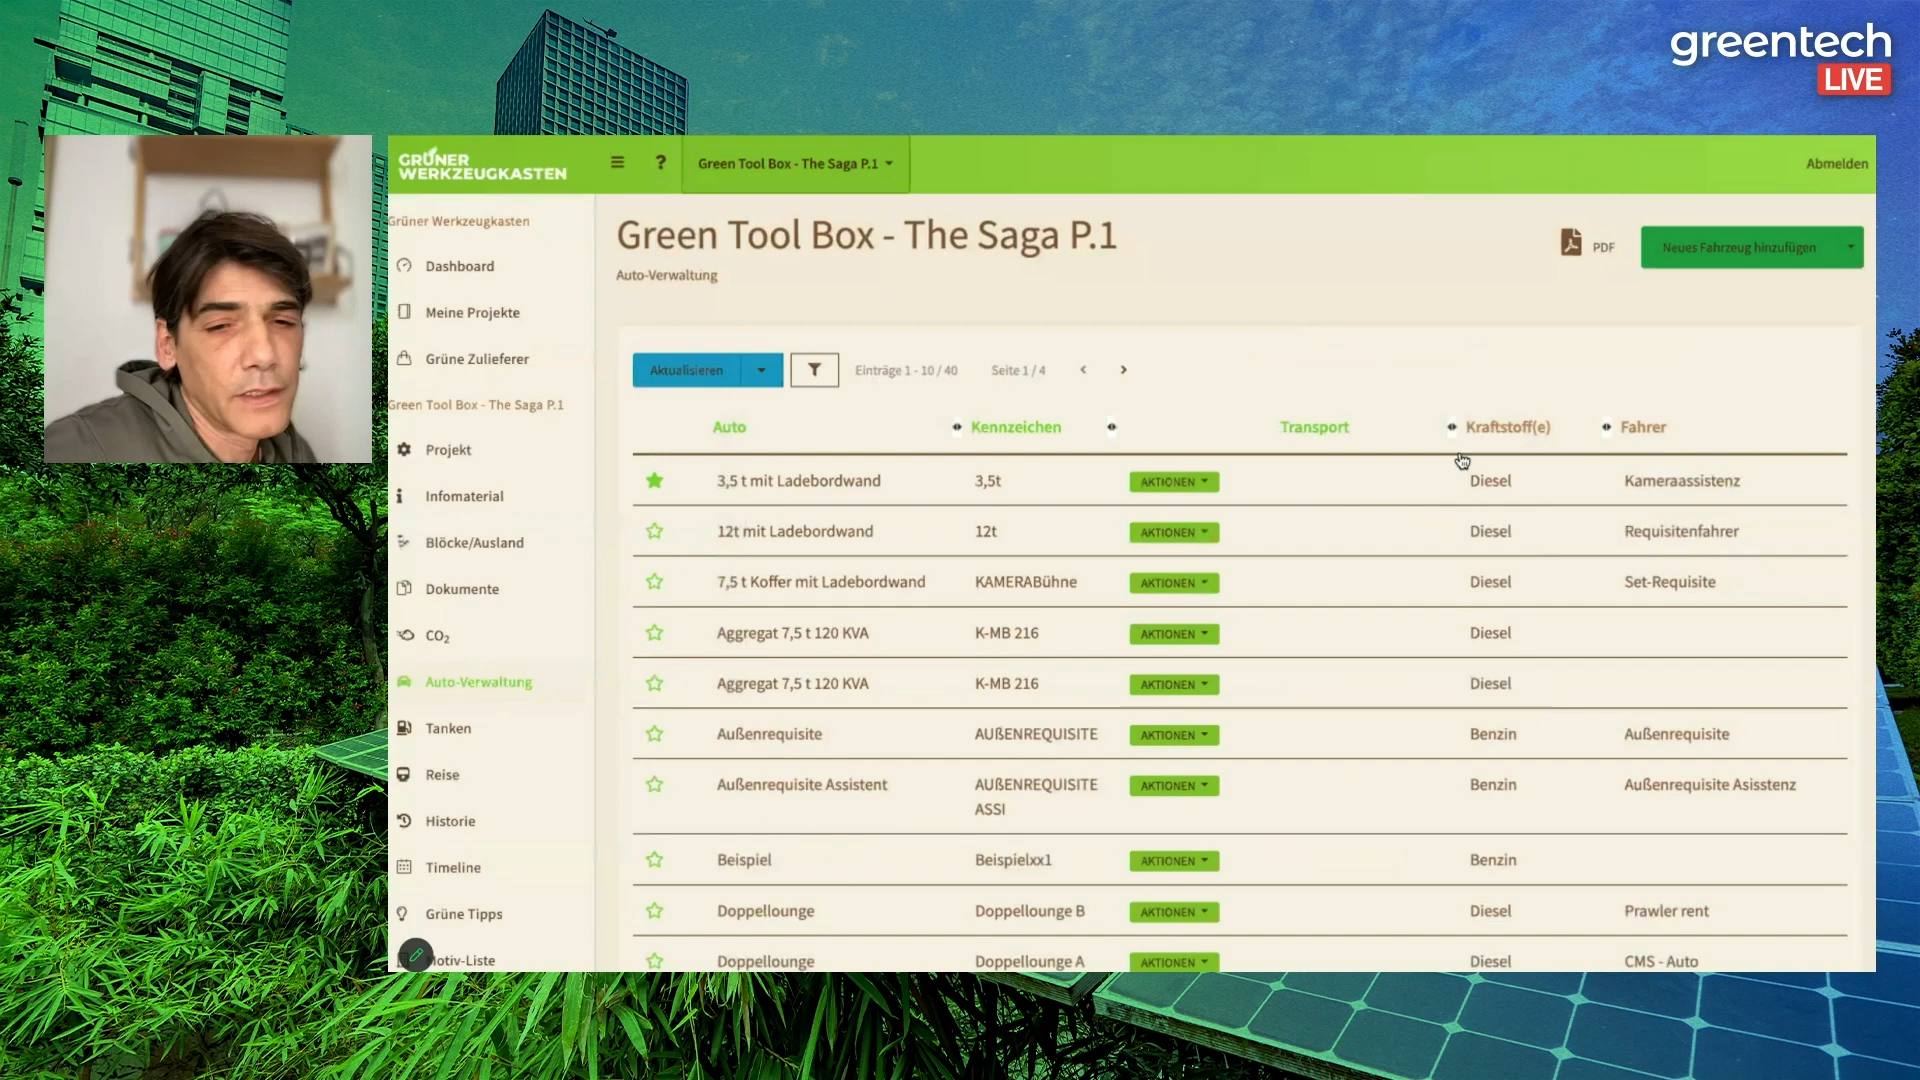 greentech
LIVE
GRÜNER
WERKZEUGKASTEN
?
Green Tool Box - The Saga P.1
Abmelden
Grüner Werkzeugkasten
Dashboard
Meine Projekte
Grüne Zulieferer
Green Tool Box - The Saga P.1
Projekt
Infomaterial
Blöcke/Ausland
Dokumente
CO₂
Auto-Verwaltung
Tanken
Reise
Historie
Timeline
Grüne Tipps
Motiv-Liste
Green Tool Box - The Saga P.1
Auto-Verwaltung
PDF
Neues Fahrzeug hinzufügen
Aktualisieren
Einträge 1 - 10 / 40
Seite 1 / 4
Auto Kennzeichen Transport Kraftstoff(e) Fahrer
3,5 t mit Ladebordwand 3,5t AKTIONEN Diesel Kameraassistenz
12t mit Ladebordwand 12t AKTIONEN Diesel Requisitenfahrer
7,5 t Koffer mit Ladebordwand KAMERABühne AKTIONEN Diesel Set-Requisite
Aggregat 7,5 t 120 KVA K-MB 216 AKTIONEN Diesel
Aggregat 7,5 t 120 KVA K-MB 216 AKTIONEN Diesel
Außenrequisite AUßENREQUISITE AKTIONEN Benzin Außenrequisite
Außenrequisite Assistent AUßENREQUISITE AKTIONEN Benzin Außenrequisite Asisstenz
ASSI
Beispiel Beispielxx1 AKTIONEN Benzin
Doppellounge Doppellounge B AKTIONEN Diesel Prawler rent
Doppellounge Doppellounge A AKTIONEN Diesel CMS - Auto